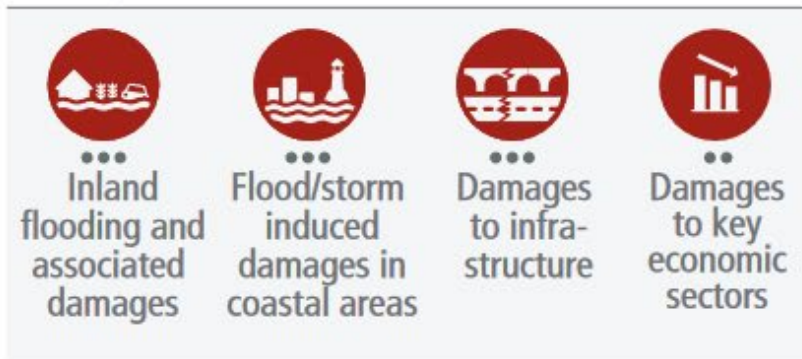 Inland
flooding and
associated
damages
Flood/storm
induced
damages in
coastal areas
Damages
to infra-
structure
Damages
to key
economic
sectors